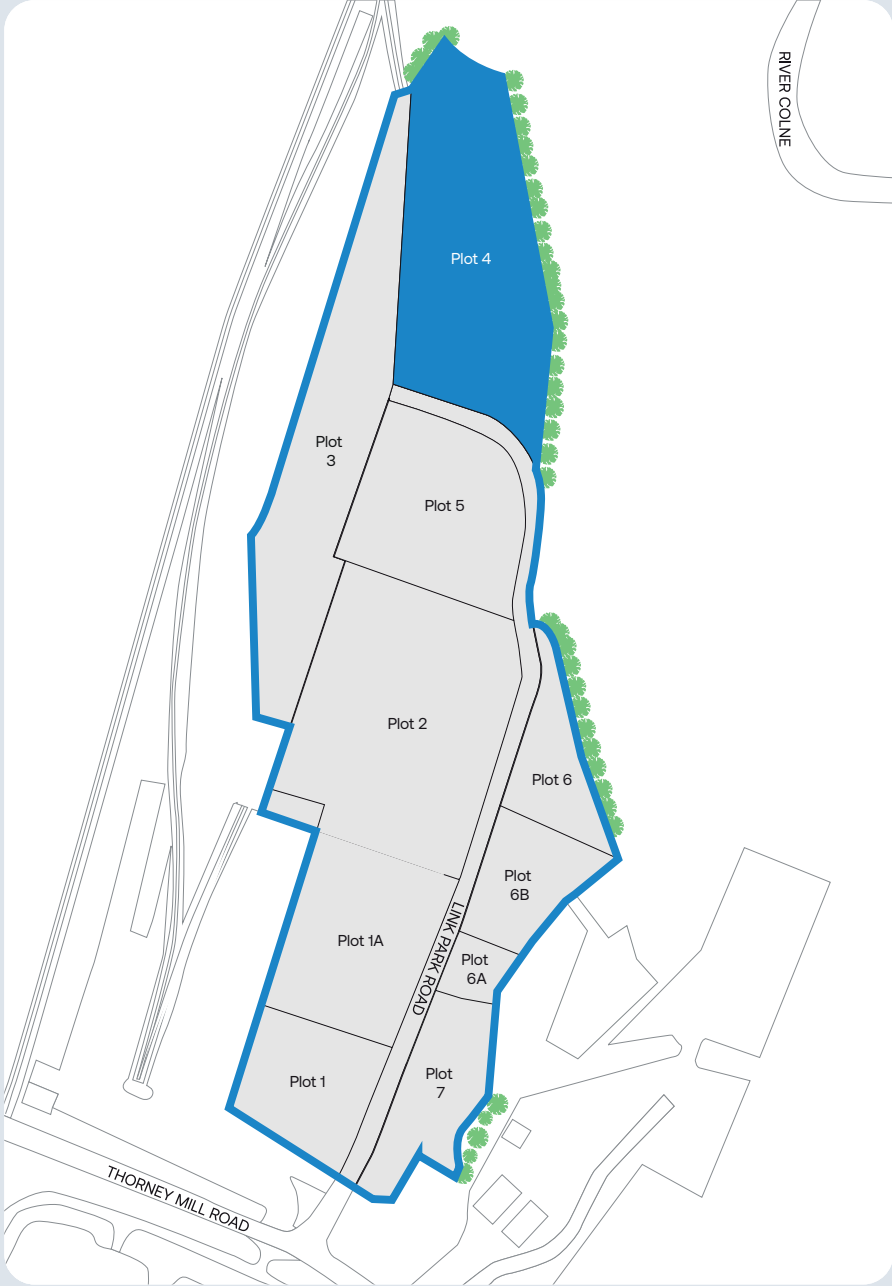 RIVER COLNE
Plot 4
Plot
3
Plot 5
Plot 2
Plot 6
Plot
6B
Plot 1A
LINK PARK ROAD
Plot
6A
Plot 1
Plot
7
THORNEY MILL ROAD